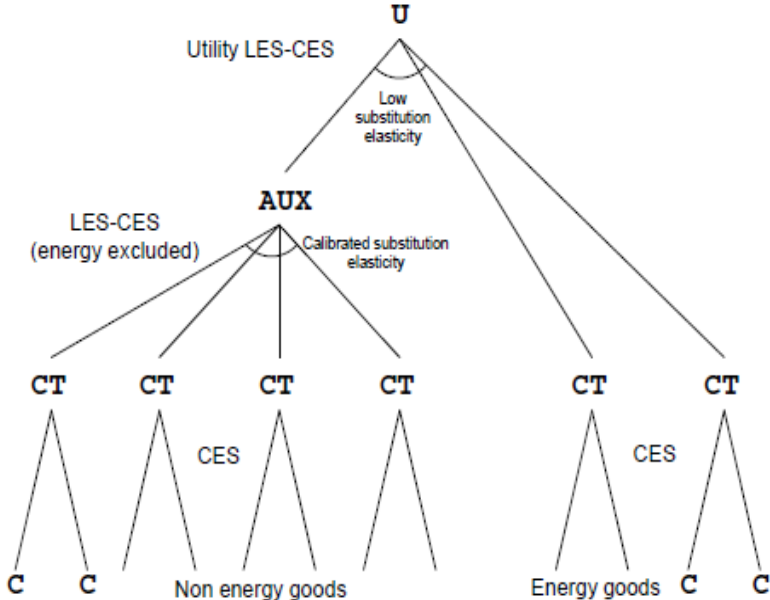 U
Utility LES-CES
Low
substitution
elasticity
AUX
LES-CES
(energy excluded)
Calibrated substitution
elasticity
CT CT CT CT CT CT
CES CES
C C Non energy goods Energy goods C C